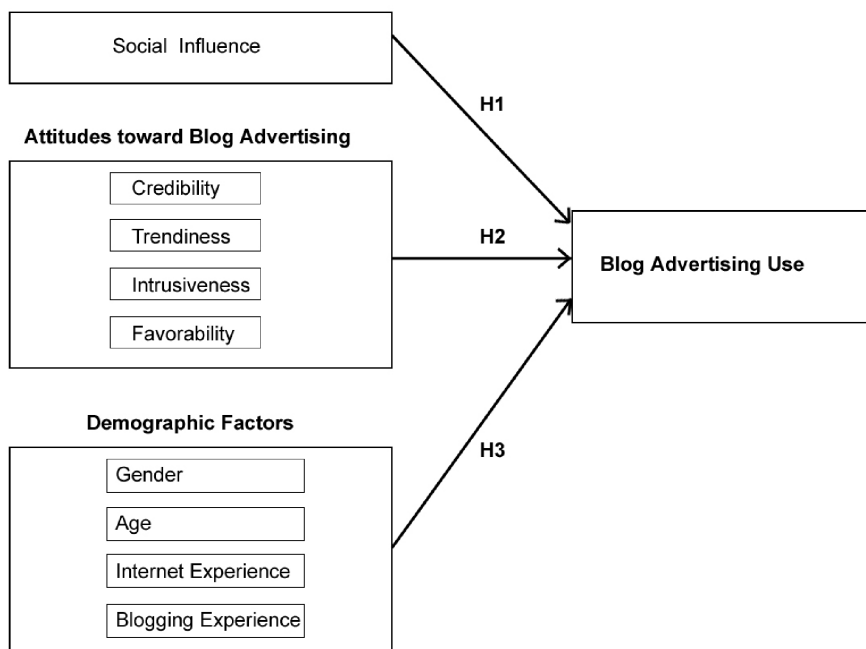 Social Influence
H1
Attitudes toward Blog Advertising
Credibility
Trendiness
Intrusiveness
Favorability
H2
Blog Advertising Use
Demographic Factors
Gender
Age
Internet Experience
Blogging Experience
H3